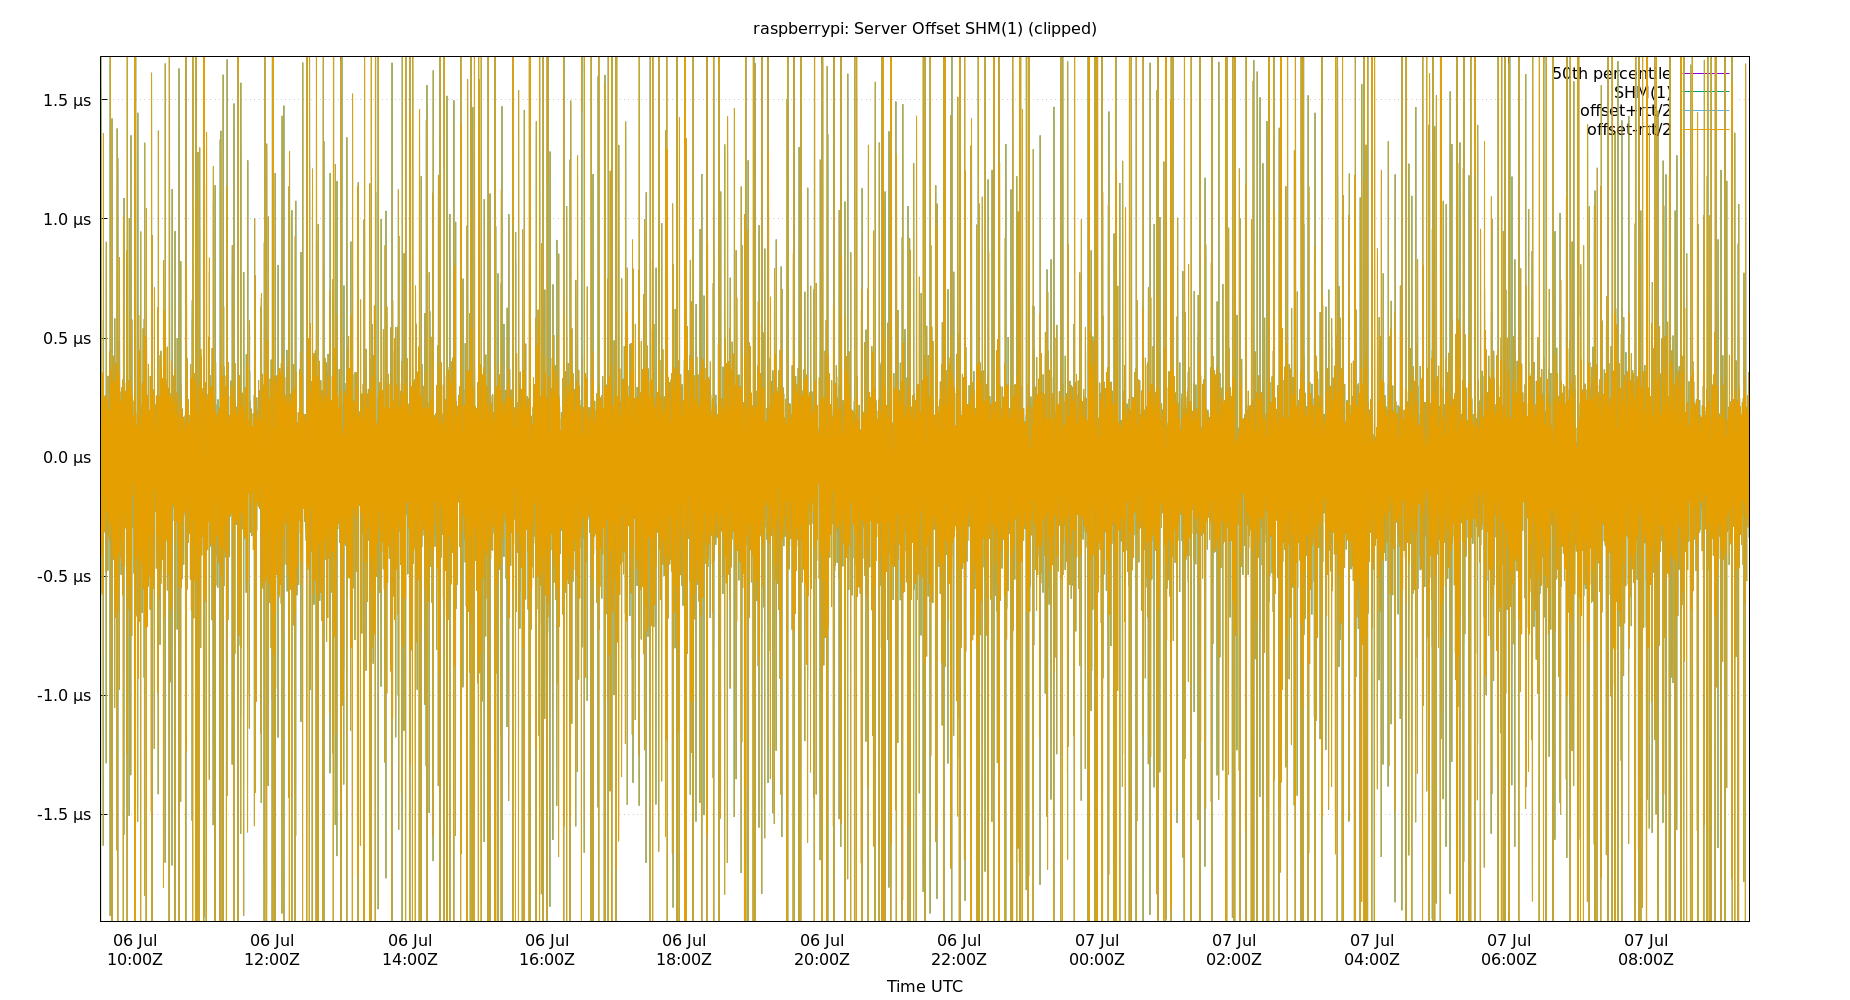 raspberrypi: Server Offset SHM(1) (clipped)
50th percentile
SHM(1)
offset+rtt/2
offset-rtt/2
1.5 µs
1.0 µs
0.5 µs
0.0 µs
-0.5 µs
-1.0 µs
-1.5 µs
06 Jul 06 Jul 06 Jul 06 Jul 06 Jul 06 Jul 06 Jul 07 Jul 07 Jul 07 Jul 07 Jul 07 Jul
10:00Z 12:00Z 14:00Z 16:00Z 18:00Z 20:00Z 22:00Z 00:00Z 02:00Z 04:00Z 06:00Z 08:00Z
Time UTC